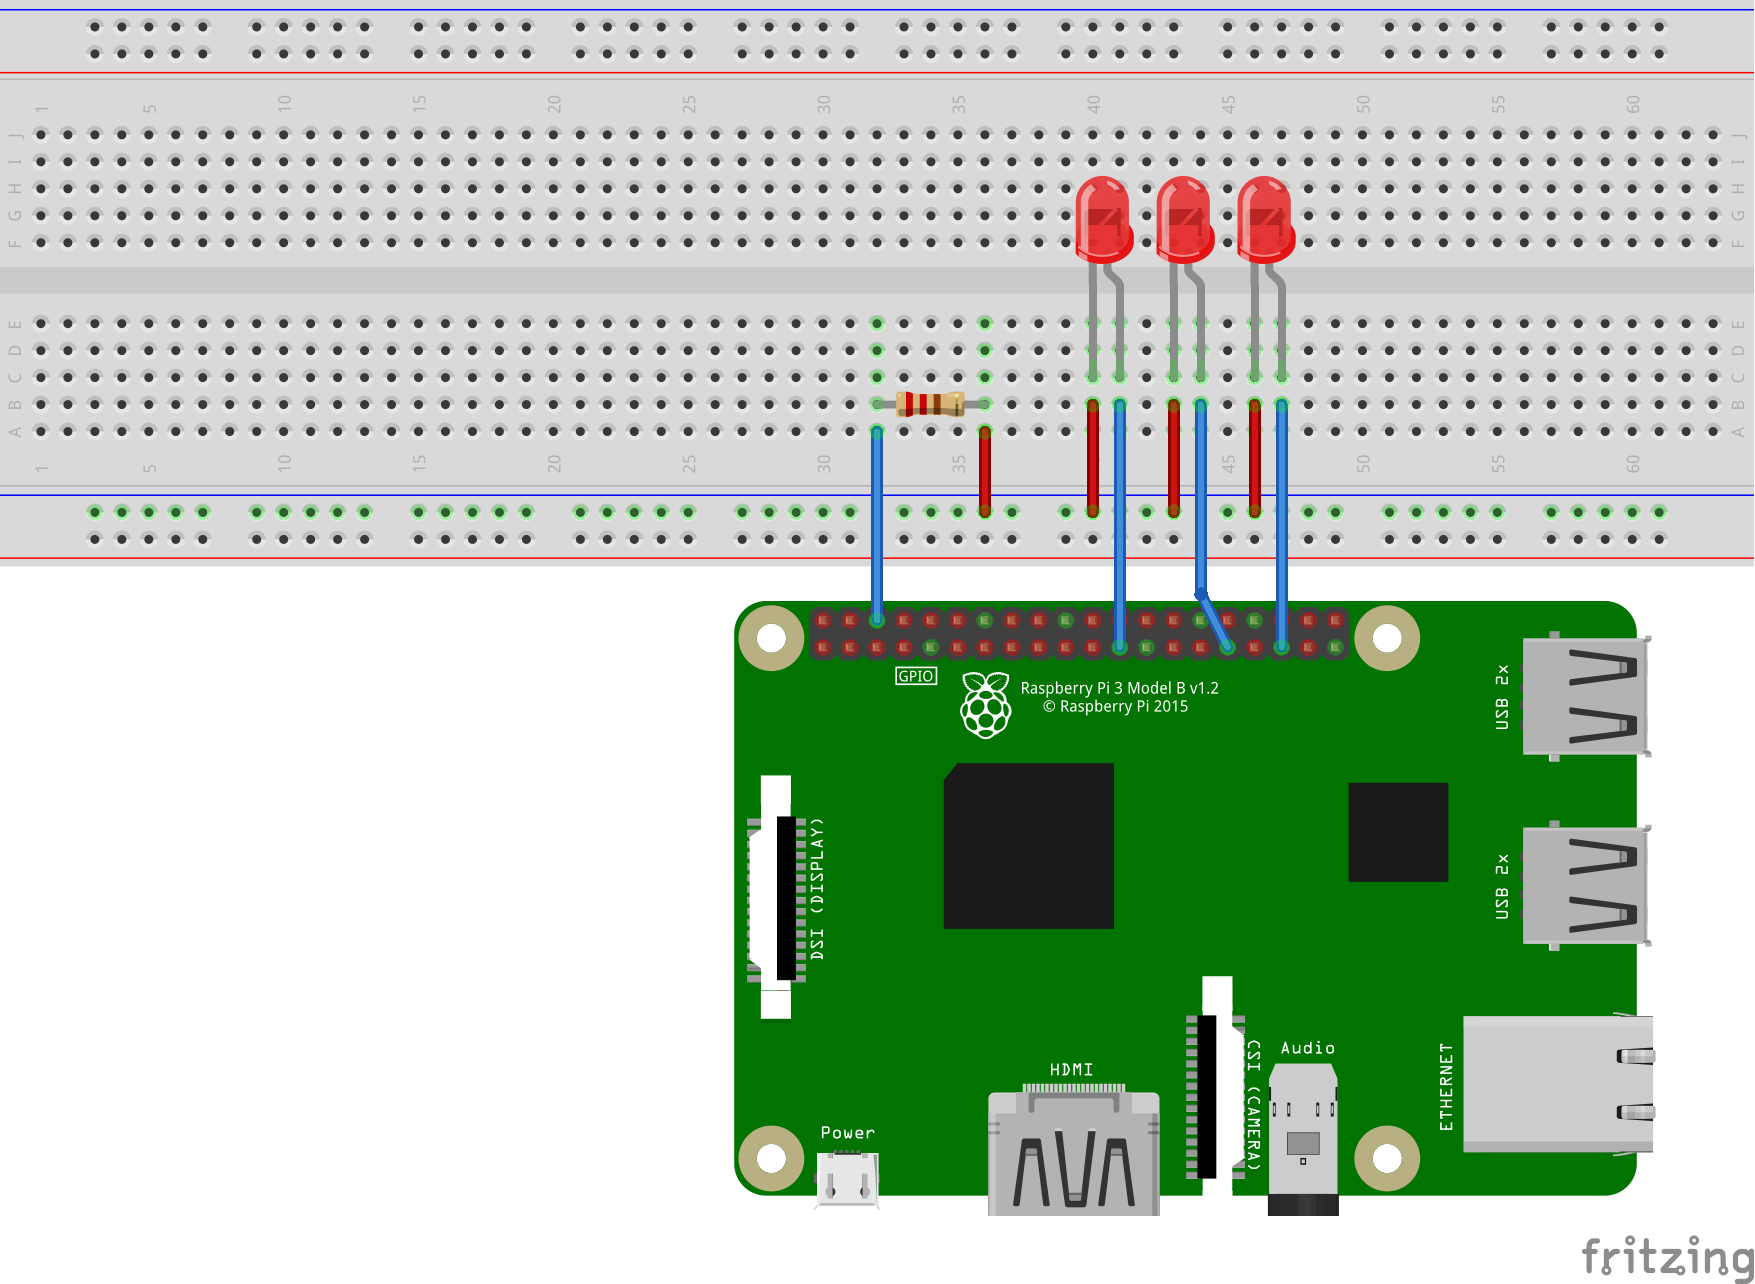 1 5 10 15 20 25 30 35 40 45 50 55 60
J J
I I
H H
G G
F F
E E
D D
C C
B B
A A
1 5 10 15 20 25 30 35 45 50 55 60
GPIO
Raspberry Pi 3 Model B v1.2
© Raspberry Pi 2015
USB 2x
DSI (DISPLAY)
USB 2x
ETHERNET
CSI (CAMERA)
Audio
HDMI
Power
fritzing